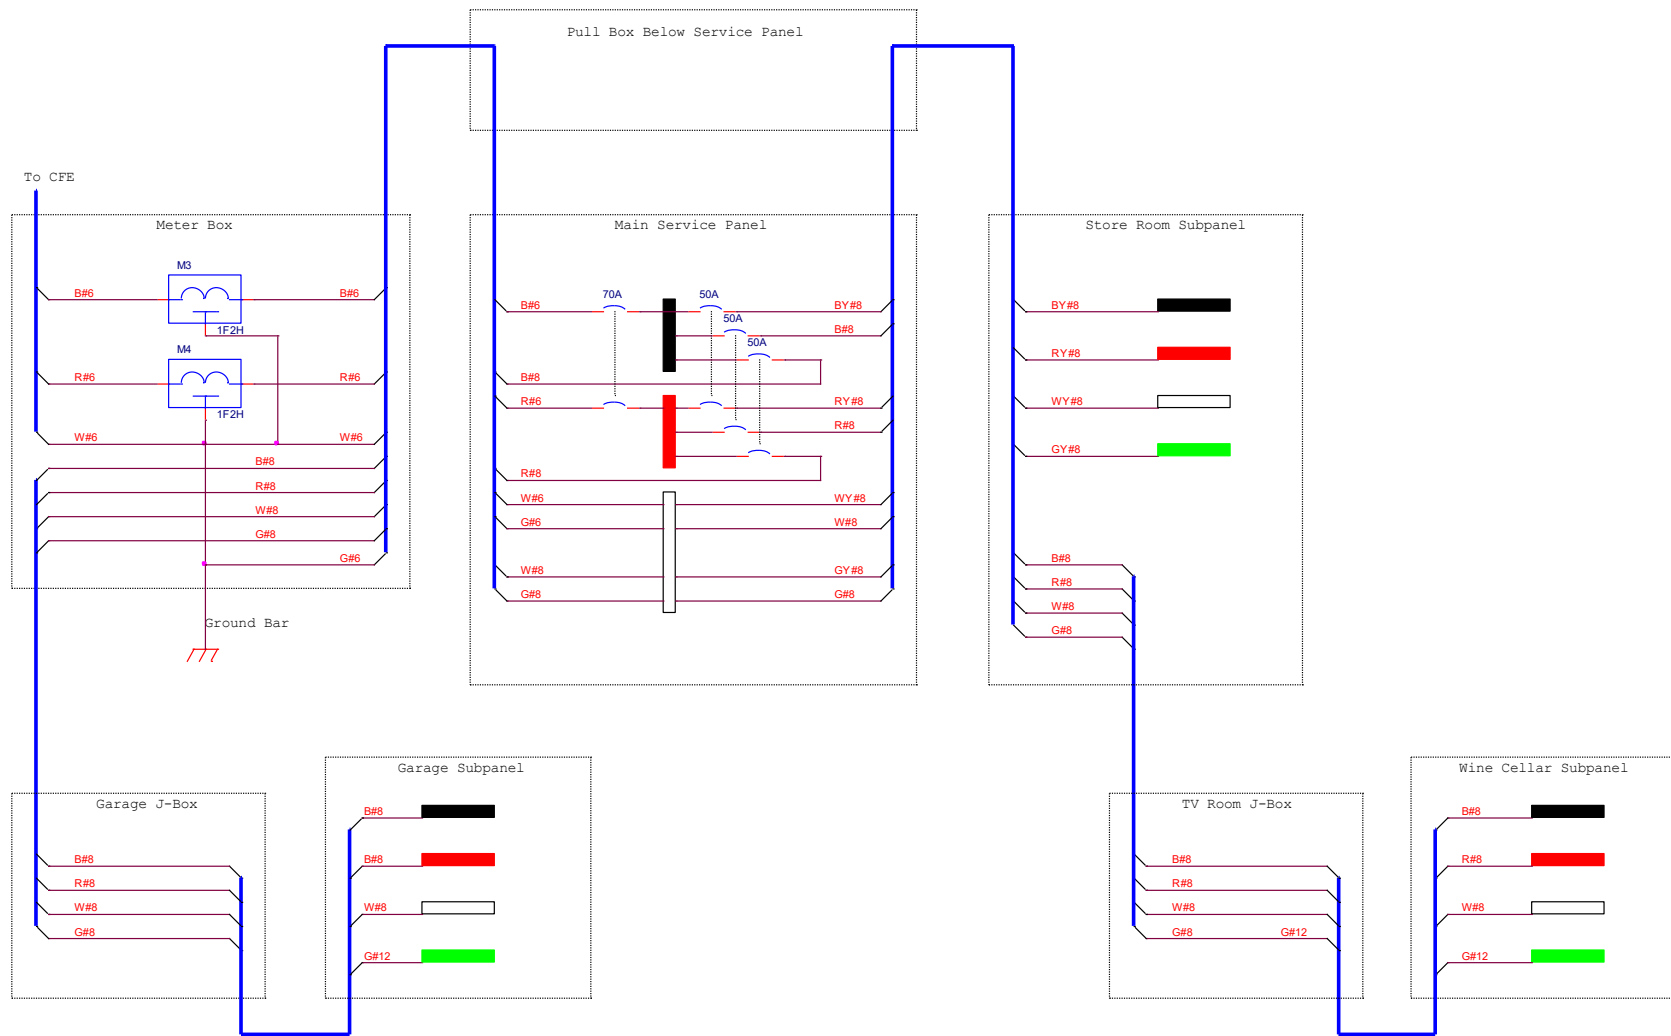 Pull Box Below Service Panel
To CFE
Meter Box
M3
B#6
B#6
1F2H
M4
R#6
R#6
1F2H
W#6
W#6
B#8
R#8
W#8
G#8
G#6
Ground Bar
Main Service Panel
70A
50A
B#6
BY#8
50A
B#8
50A
B#8
R#6
RY#8
R#8
R#8
W#6
WY#8
G#6
W#8
W#8
GY#8
G#8
G#8
Store Room Subpanel
BY#8
RY#8
WY#8
GY#8
B#8
R#8
W#8
G#8
Garage J-Box
B#8
R#8
W#8
G#8
Garage Subpanel
B#8
B#8
W#8
G#12
TV Room J-Box
B#8
R#8
W#8
G#8 G#12
Wine Cellar Subpanel
B#8
R#8
W#8
G#12